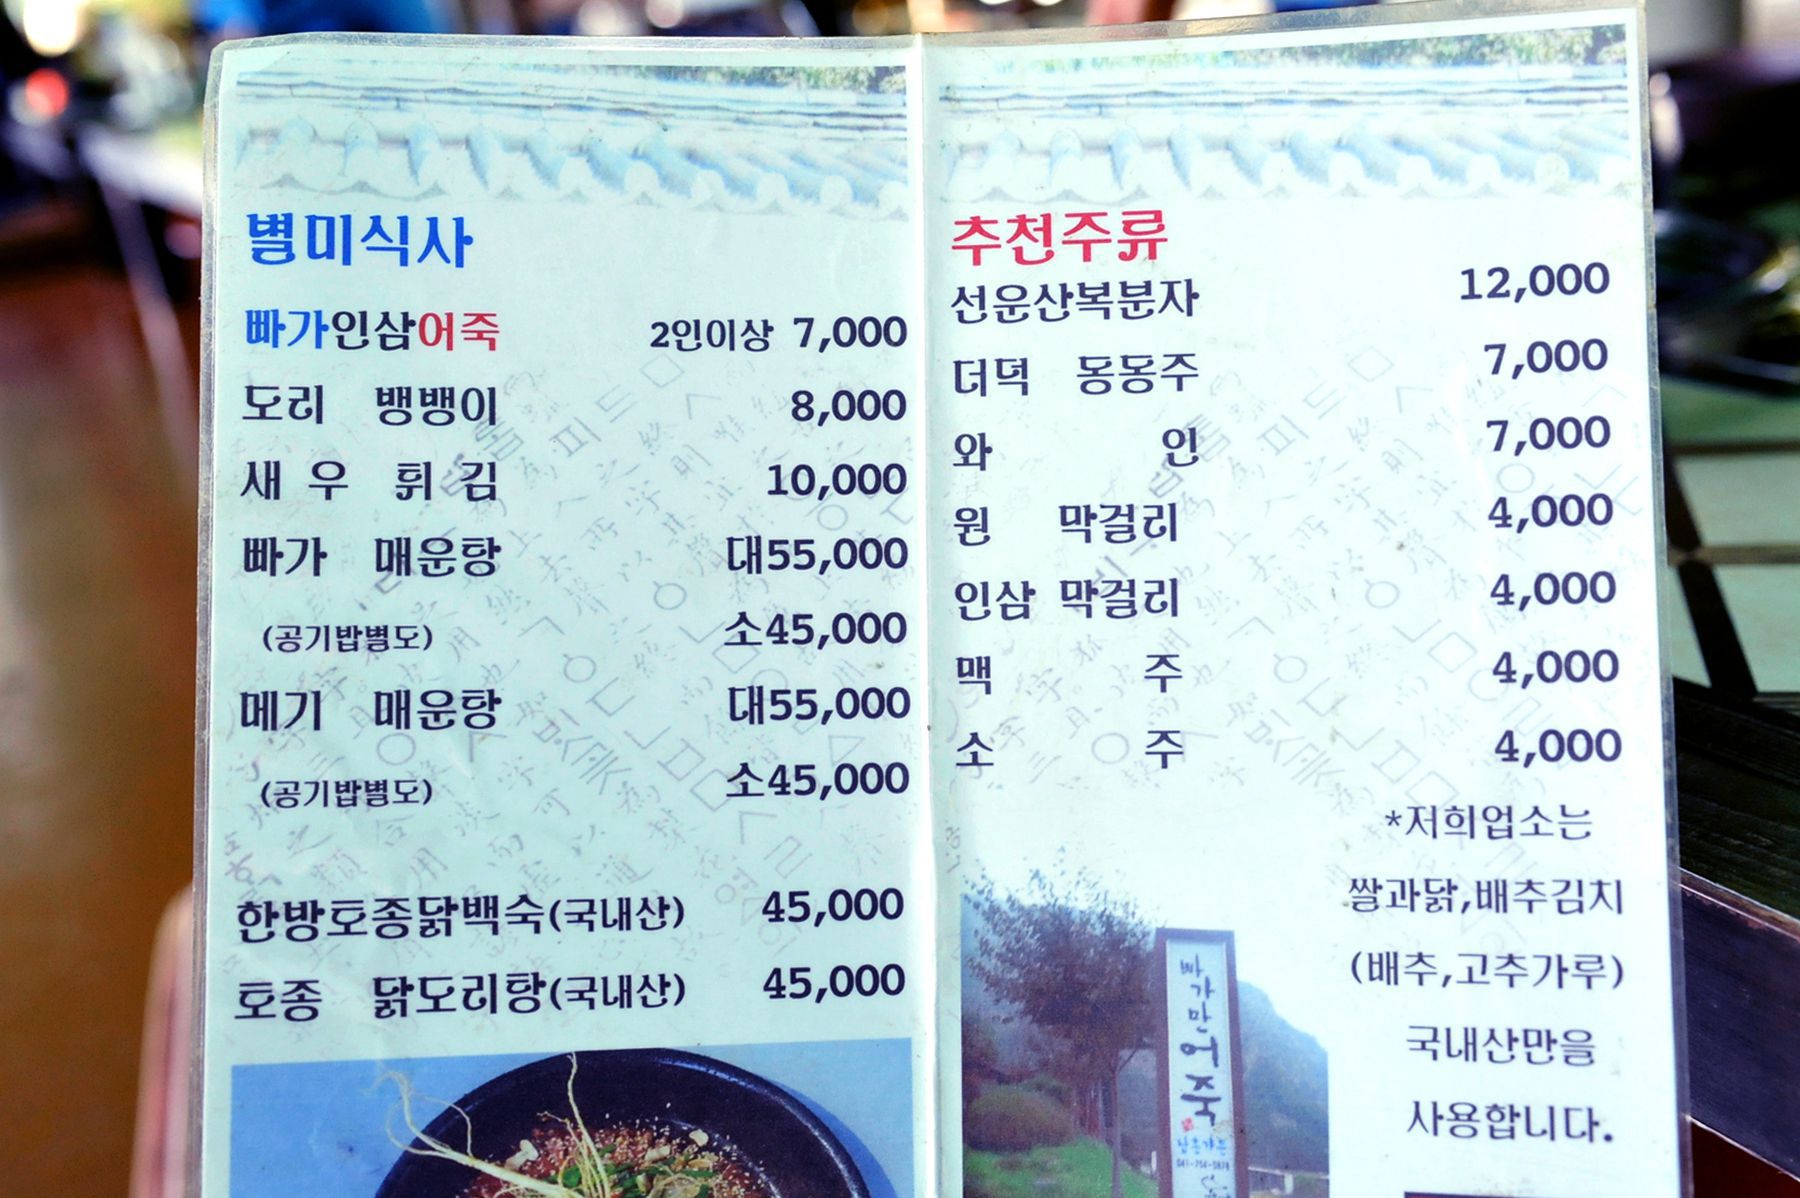 별미식사
빠가인삼어죽 2인이상 7,000
도리 뱅뱅이 8,000
새우 튀김 10,000
빠가 매운탕 대55,000
(공기밥별도) 소45,000
메기 매운탕 대55,000
(공기밥별도) 소45,000
한방토종닭백숙(국내산) 45,000
토종 닭도리탕(국내산) 45,000
추천주류
선운산복분자 12,000
더덕 동동주 7,000
와 인 7,000
원 막걸리 4,000
인삼 막걸리 4,000
맥 주 4,000
소 주 4,000
*저희업소는
쌀과닭,배추김치
(배추,고추가루)
국내산만을
사용합니다.
빠가만어죽